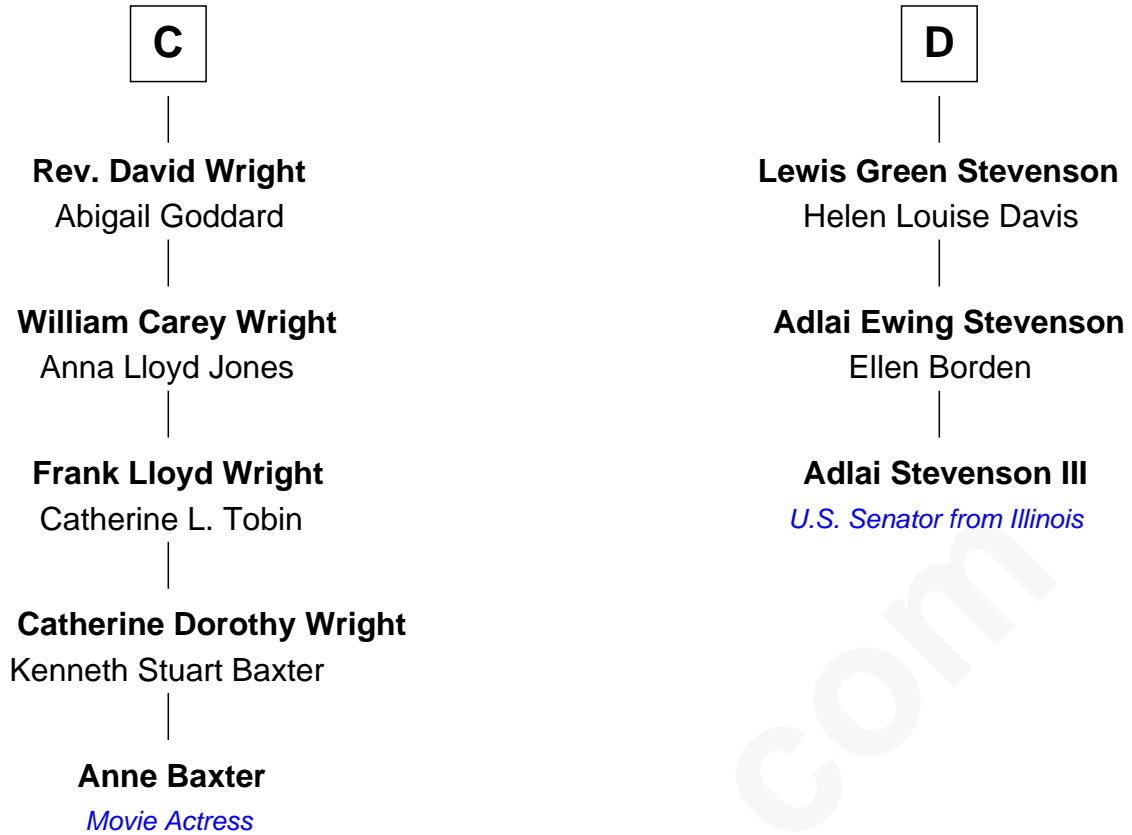 C
Rev. David Wright
Abigail Goddard
William Carey Wright
Anna Lloyd Jones
Frank Lloyd Wright
Catherine L. Tobin
Catherine Dorothy Wright
Kenneth Stuart Baxter
Anne Baxter
Movie Actress
D
Lewis Green Stevenson
Helen Louise Davis
Adlai Ewing Stevenson
Ellen Borden
Adlai Stevenson III
U.S. Senator from Illinois
com